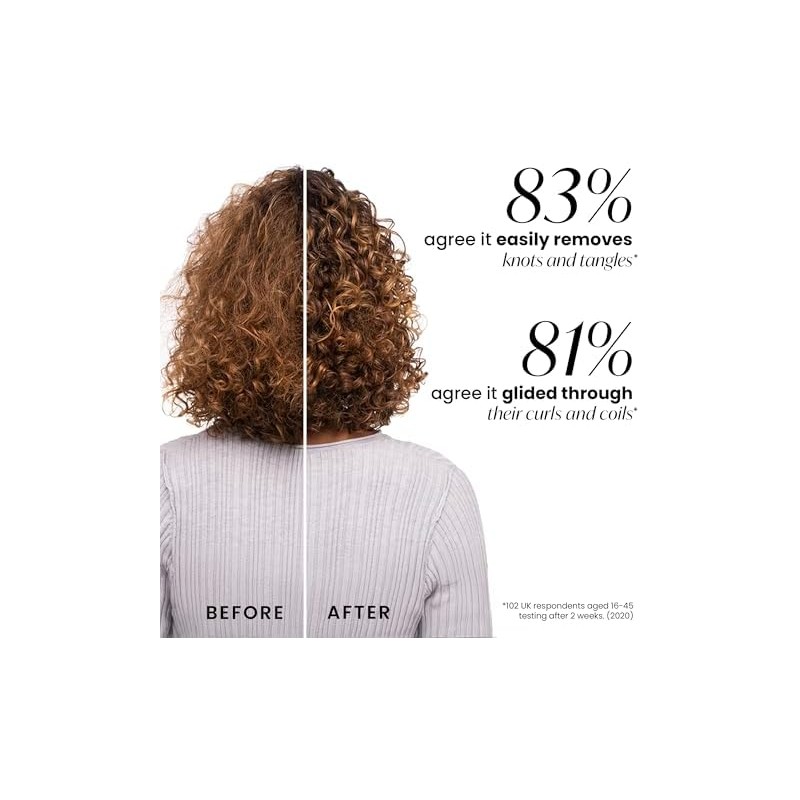 83%
agree it easily removes
knots and tangles*
81%
agree it glided through
their curls and coils*
BEFORE
AFTER
*102 UK respondents aged 16-45
testing after 2 weeks. (2020)